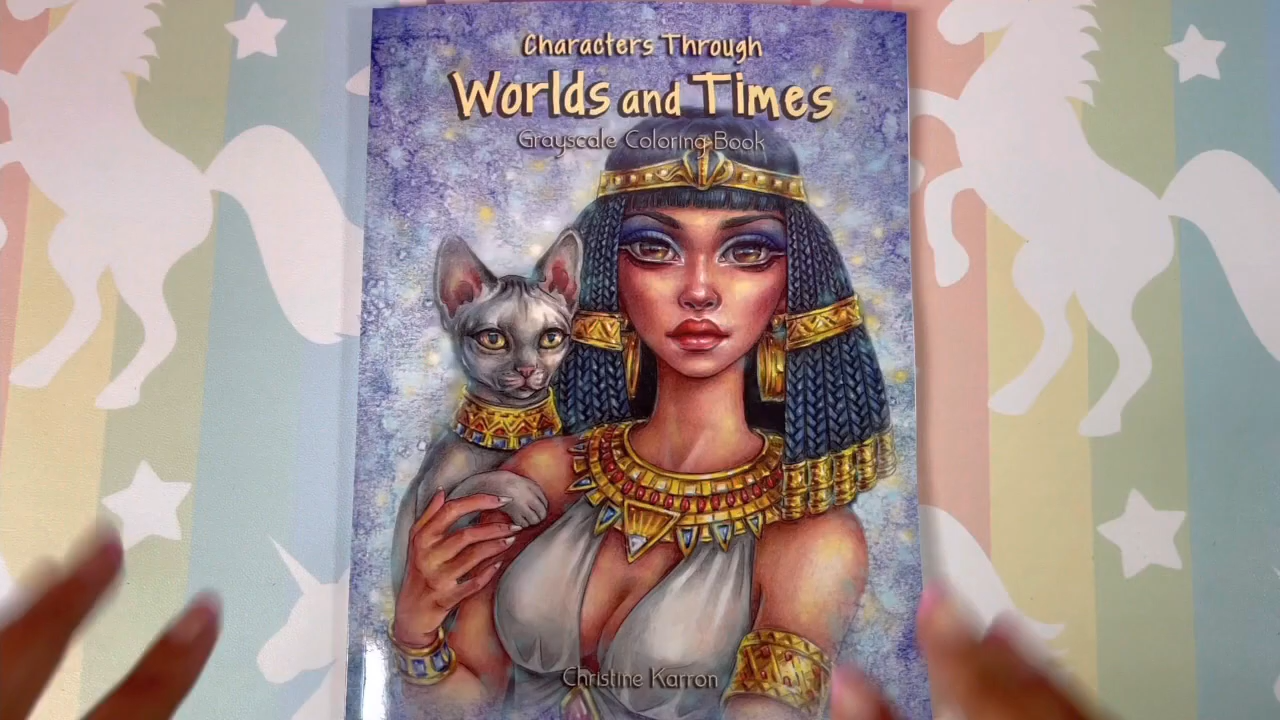 Characters Through
Worlds and Times
Grayscale Coloring Book
Christine Karron